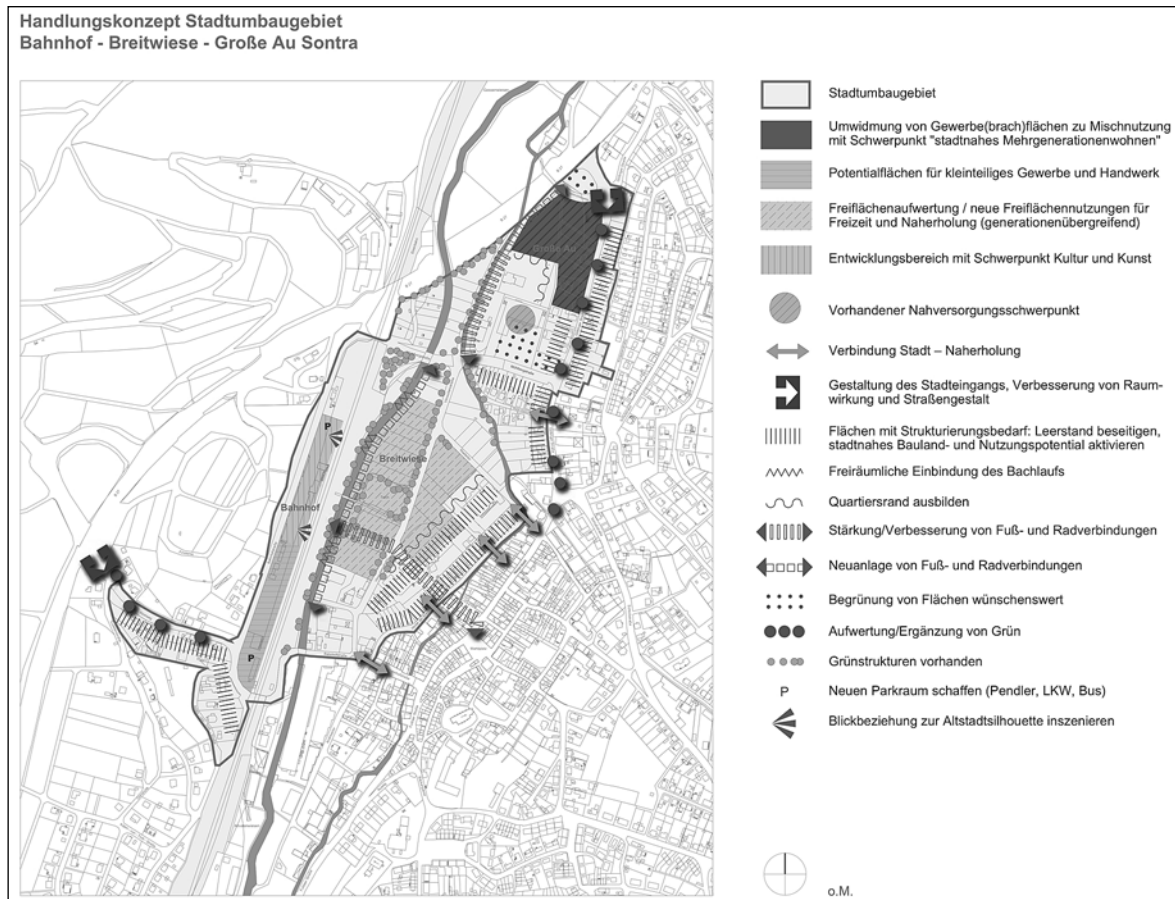 Handlungskonzept Stadtumbaugebiet
Bahnhof - Breitwiese - Große Au Sontra
Große Au
P
Breitwiese
Bahnhof
P
Stadtumbaugebiet
Umwidmung von Gewerbe(brach)flächen zu Mischnutzung
mit Schwerpunkt "stadtnahes Mehrgenerationenwohnen"
Potentialflächen für kleinteiliges Gewerbe und Handwerk
Freiflächenaufwertung / neue Freiflächennutzungen für
Freizeit und Naherholung (generationenübergreifend)
Entwicklungsbereich mit Schwerpunkt Kultur und Kunst
Vorhandener Nahversorgungsschwerpunkt
Verbindung Stadt – Naherholung
Gestaltung des Stadteingangs, Verbesserung von Raum-
wirkung und Straßengestalt
Flächen mit Strukturierungsbedarf: Leerstand beseitigen,
stadtnahes Bauland- und Nutzungspotential aktivieren
Freiräumliche Einbindung des Bachlaufs
Quartiersrand ausbilden
Stärkung/Verbesserung von Fuß- und Radverbindungen
Neuanlage von Fuß- und Radverbindungen
Begrünung von Flächen wünschenswert
Aufwertung/Ergänzung von Grün
Grünstrukturen vorhanden
P Neuen Parkraum schaffen (Pendler, LKW, Bus)
Blickbeziehung zur Altstadtsilhouette inszenieren
o.M.